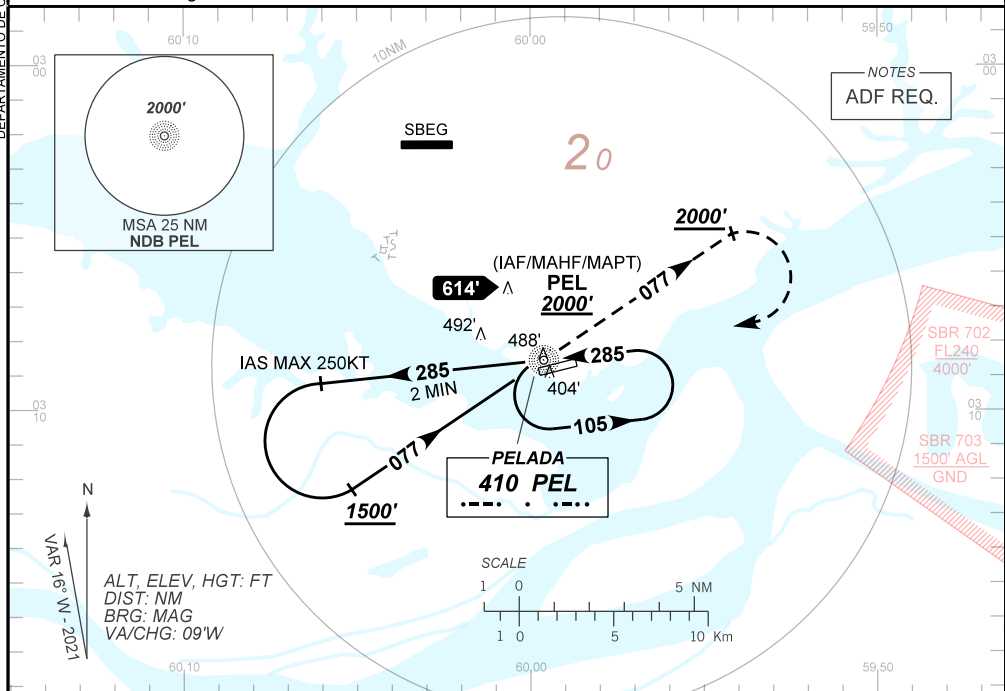 60 10
60 00
59 50
10NM
03
00
03
00
2000'
MSA 25 NM
NDB PEL
SBEG
20
NOTES
ADF REQ.
2000'
(IAF/MAHF/MAPT)
PEL
2000'
614'
077
492'
488'
285
404'
IAS MAX 250KT
285
2 MIN
105
077
1500'
PELADA
410 PEL
SBR 702
FL240
4000'
SBR 703
1500' AGL
GND
03
10
03
10
N
VAR 16° W - 2021
ALT, ELEV, HGT: FT
DIST: NM
BRG: MAG
VA/CHG: 09'W
SCALE
1 0 5 NM
1 0 5 10 Km
60 10
60 00
59 50